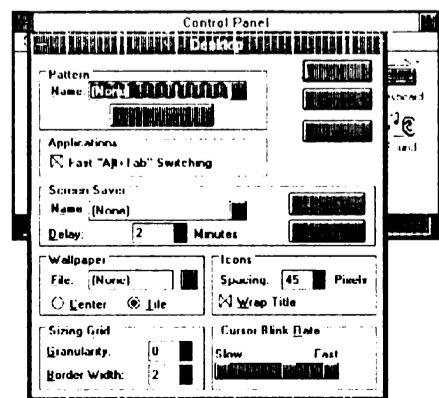 Control Panel
Desktop
Pattern
Name: (None)
Applications
Fast "Alt+Tab" Switching
Screen Saver
Name: (None)
Delay: 2 Minutes
Wallpaper
File: (None)
Center Tile
Icons
Spacing: 45 Pixels
Wrap Title
Sizing Grid
Granularity: 0
Border Width: 2
Cursor Blink Rate
Slow Fast